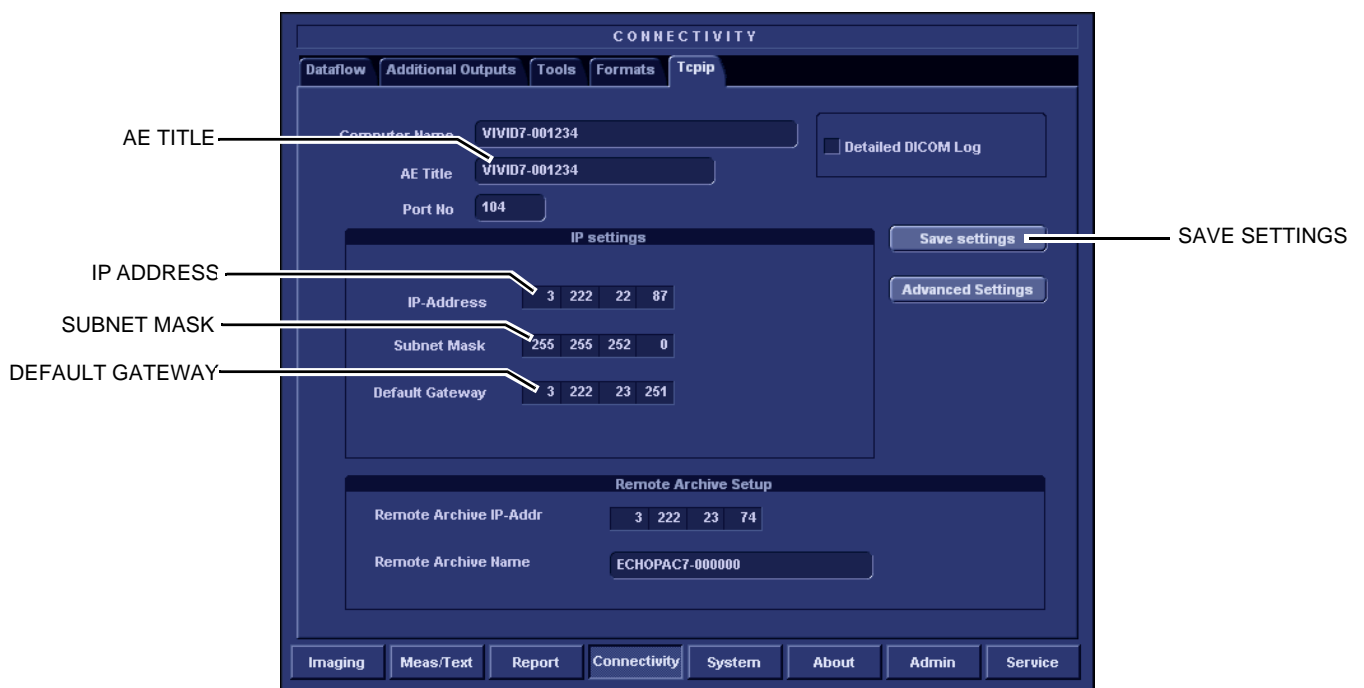 CONNECTIVITY
Dataflow Additional Outputs Tools Formats Tcpip
AE TITLE
Computer Name VIVID7-001234
Detailed DICOM Log
AE Title VIVID7-001234
Port No 104
IP settings
Save settings
SAVE SETTINGS
IP ADDRESS
IP-Address 3 222 22 87
Advanced Settings
SUBNET MASK
Subnet Mask 255 255 252 0
DEFAULT GATEWAY
Default Gateway 3 222 23 251
Remote Archive Setup
Remote Archive IP-Addr 3 222 23 74
Remote Archive Name ECHOPAC7-000000
Imaging Meas/Text Report Connectivity System About Admin Service